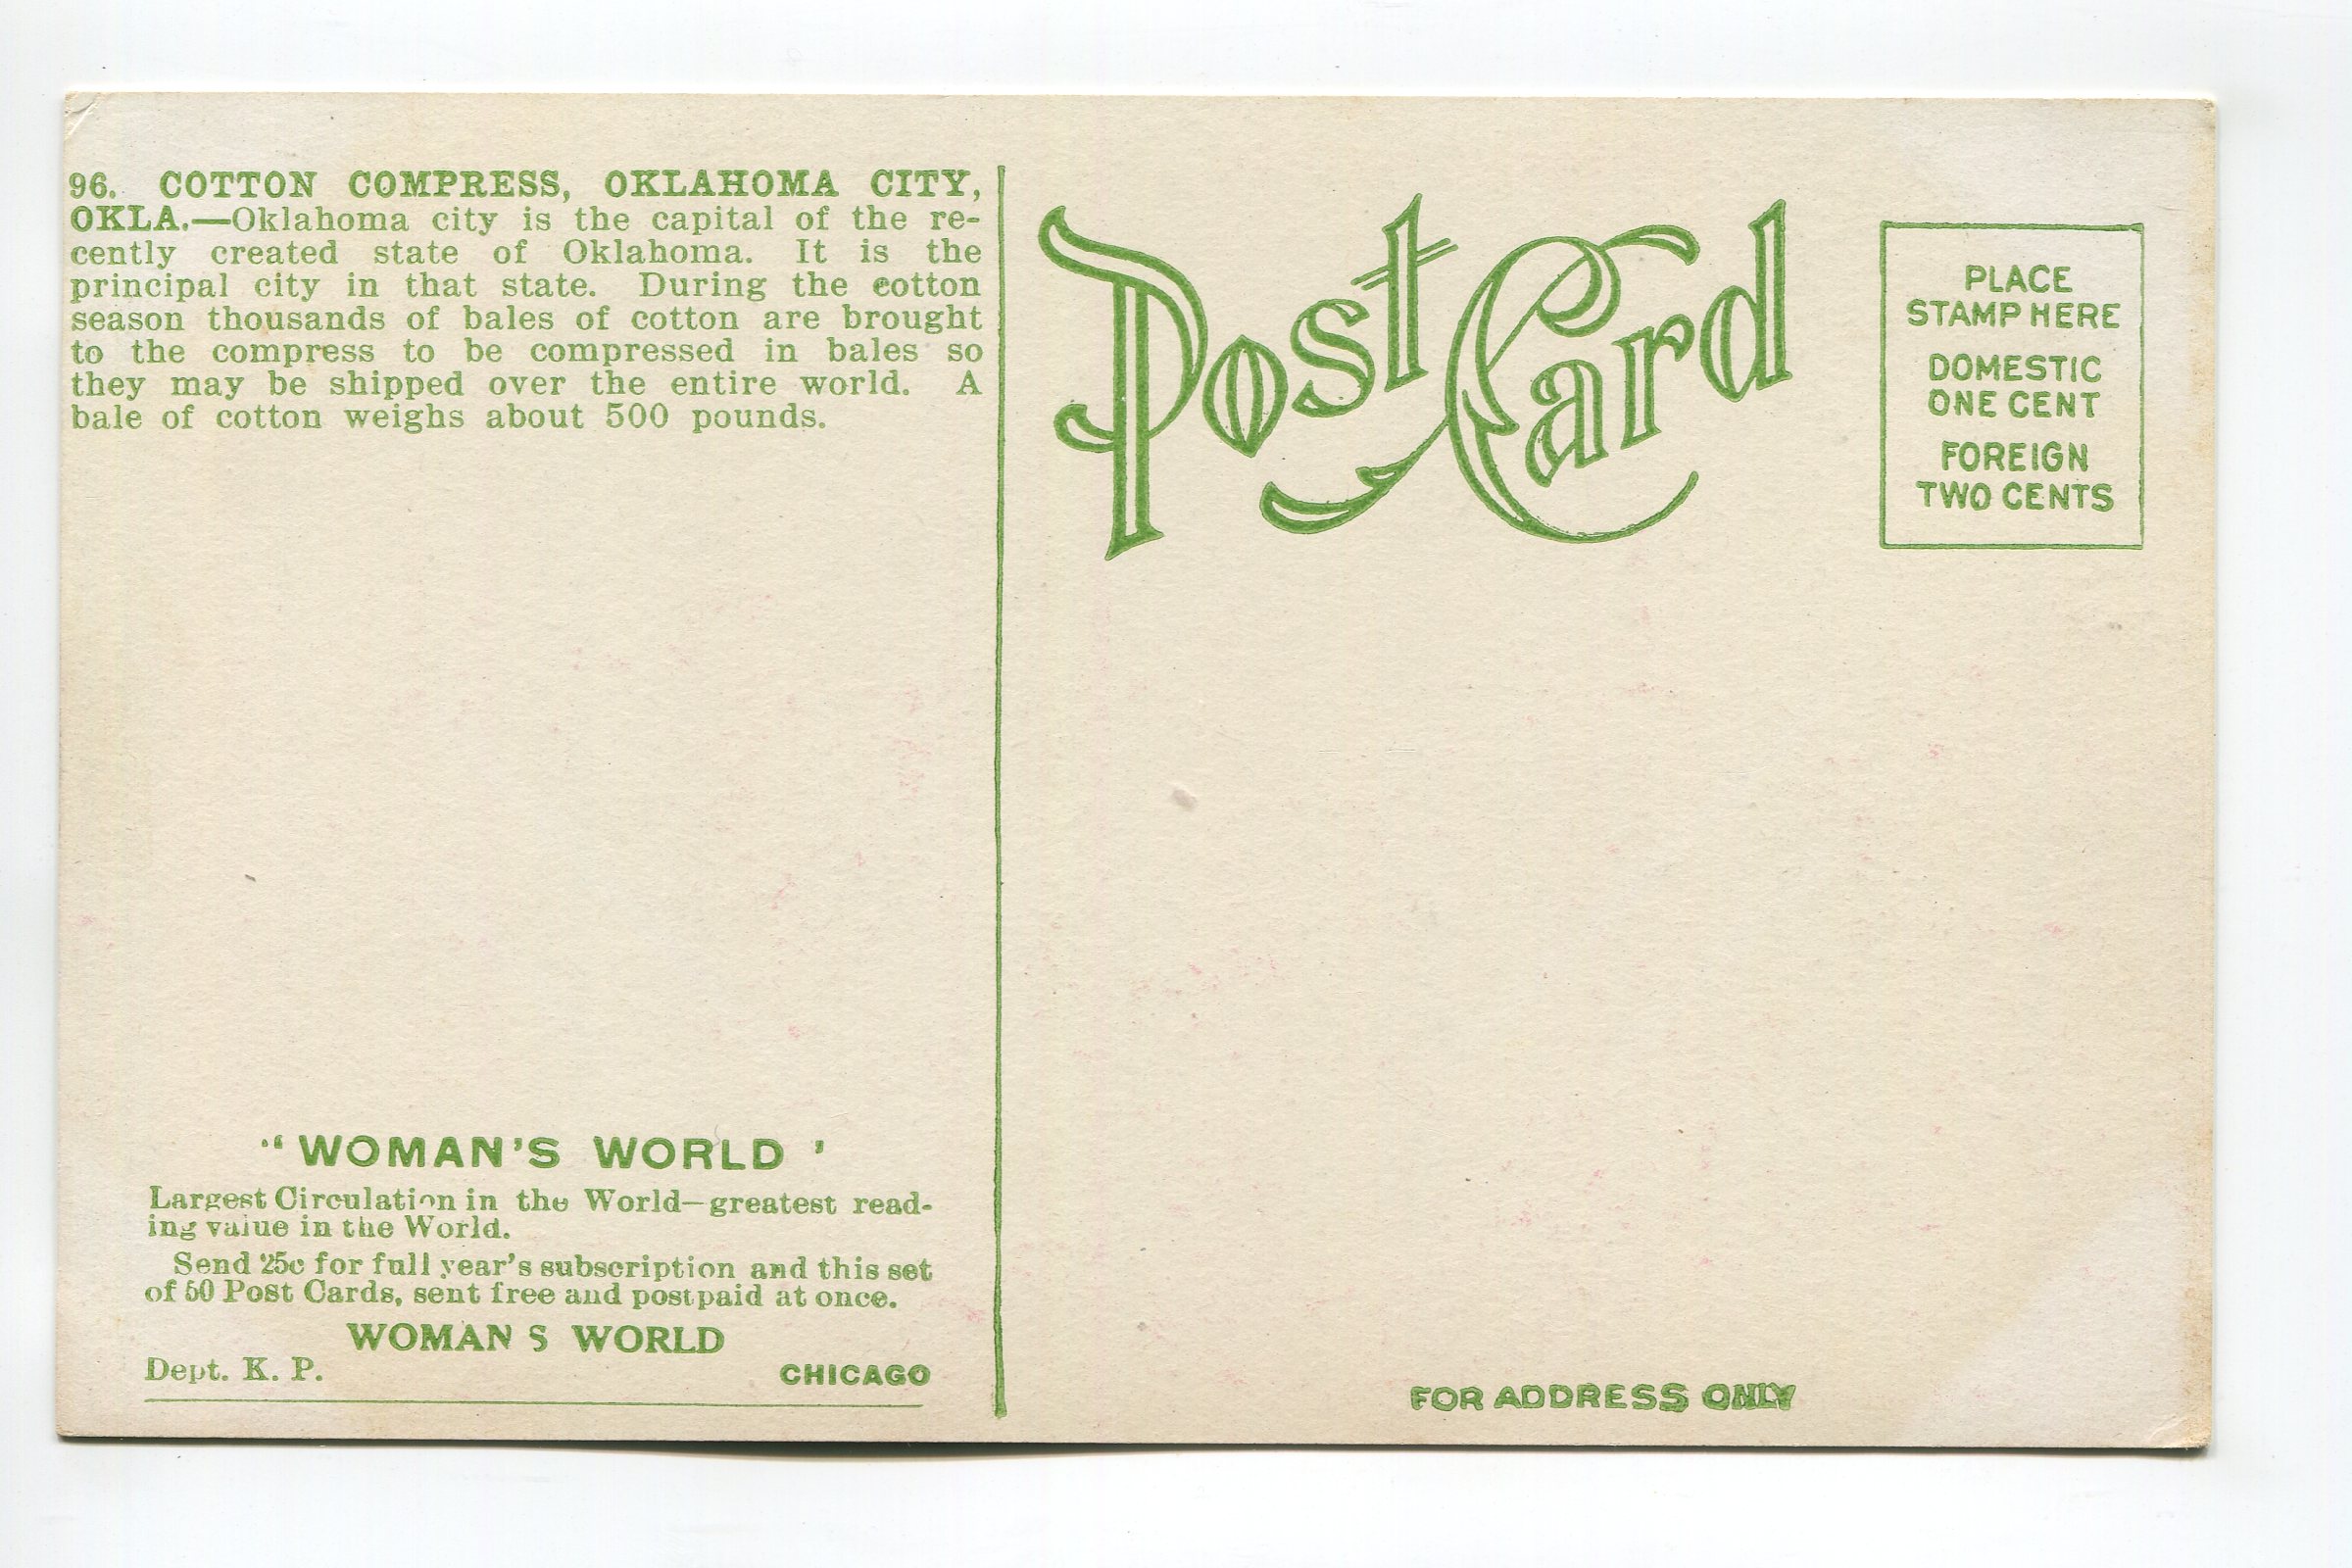 96. COTTON COMPRESS, OKLAHOMA CITY,
OKLA.—Oklahoma city is the capital of the re-
cently created state of Oklahoma. It is the
principal city in that state. During the cotton
season thousands of bales of cotton are brought
to the compress to be compressed in bales so
they may be shipped over the entire world. A
bale of cotton weighs about 500 pounds.
"WOMAN'S WORLD '
Largest Circulation in the World—greatest read-
ing value in the World.
Send 25c for full year's subscription and this set
of 50 Post Cards, sent free and postpaid at once.
WOMAN S WORLD
Dept. K. P. CHICAGO
Post Card
PLACE
STAMP HERE
DOMESTIC
ONE CENT
FOREIGN
TWO CENTS
FOR ADDRESS ONLY